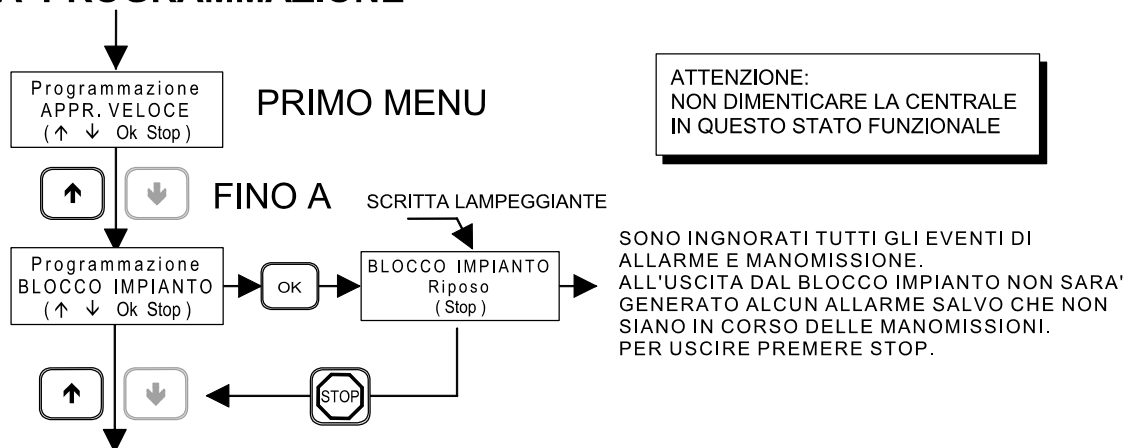 PROGRAMMAZIONE
Programmazione
APPR. VELOCE
(↑ ↓ Ok Stop)
PRIMO MENU
ATTENZIONE:
NON DIMENTICARE LA CENTRALE
IN QUESTO STATO FUNZIONALE
↑ ↓
FINO A
SCRITTA LAMPEGGIANTE
Programmazione
BLOCCO IMPIANTO
(↑ ↓ Ok Stop)
OK
BLOCCO IMPIANTO
Riposo
(Stop)
SONO INGNORATI TUTTI GLI EVENTI DI
ALLARME E MANOMISSIONE.
ALL'USCITA DAL BLOCCO IMPIANTO NON SARA'
GENERATO ALCUN ALLARME SALVO CHE NON
SIANO IN CORSO DELLE MANOMISSIONI.
PER USCIRE PREMERE STOP.
↑ ↓
STOP